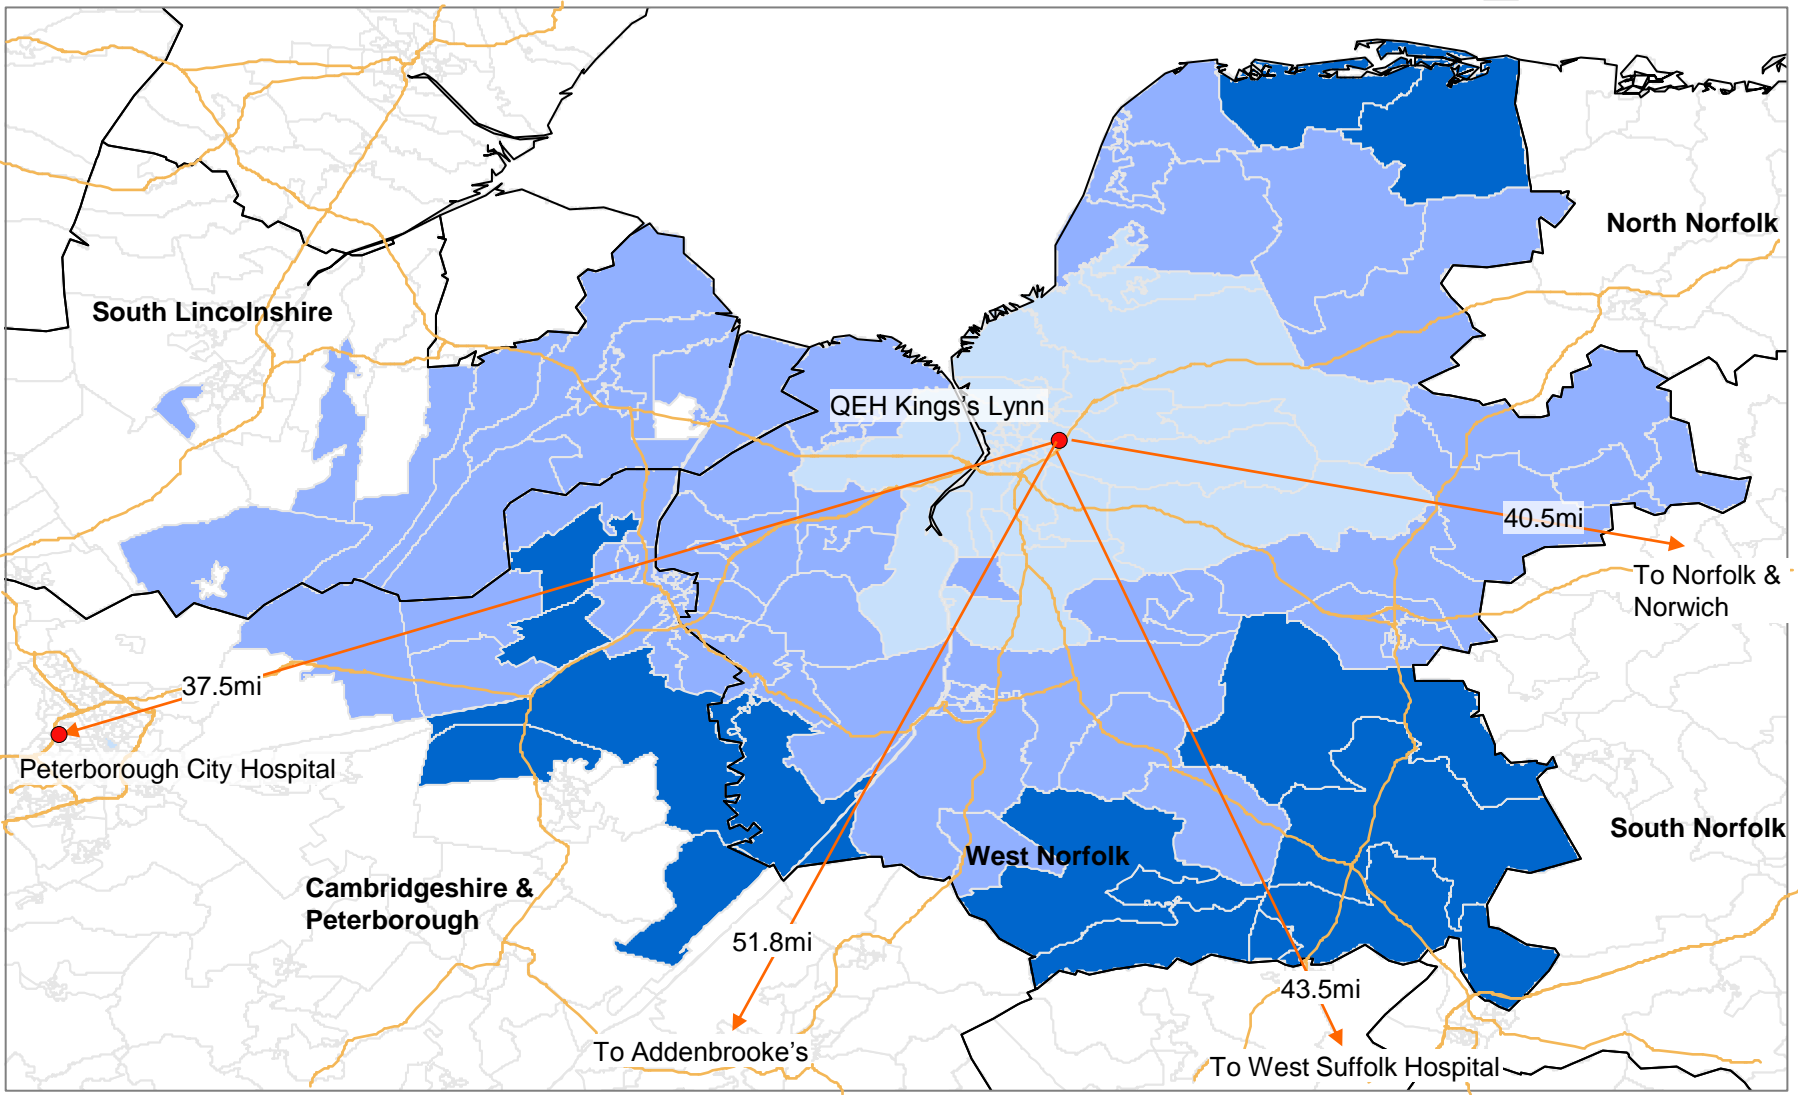 North Norfolk
South Lincolnshire
QEH Kings's Lynn
40.5mi
To Norfolk &
Norwich
37.5mi
Peterborough City Hospital
South Norfolk
West Norfolk
Cambridgeshire &
Peterborough
51.8mi
43.5mi
To Addenbrooke's
To West Suffolk Hospital